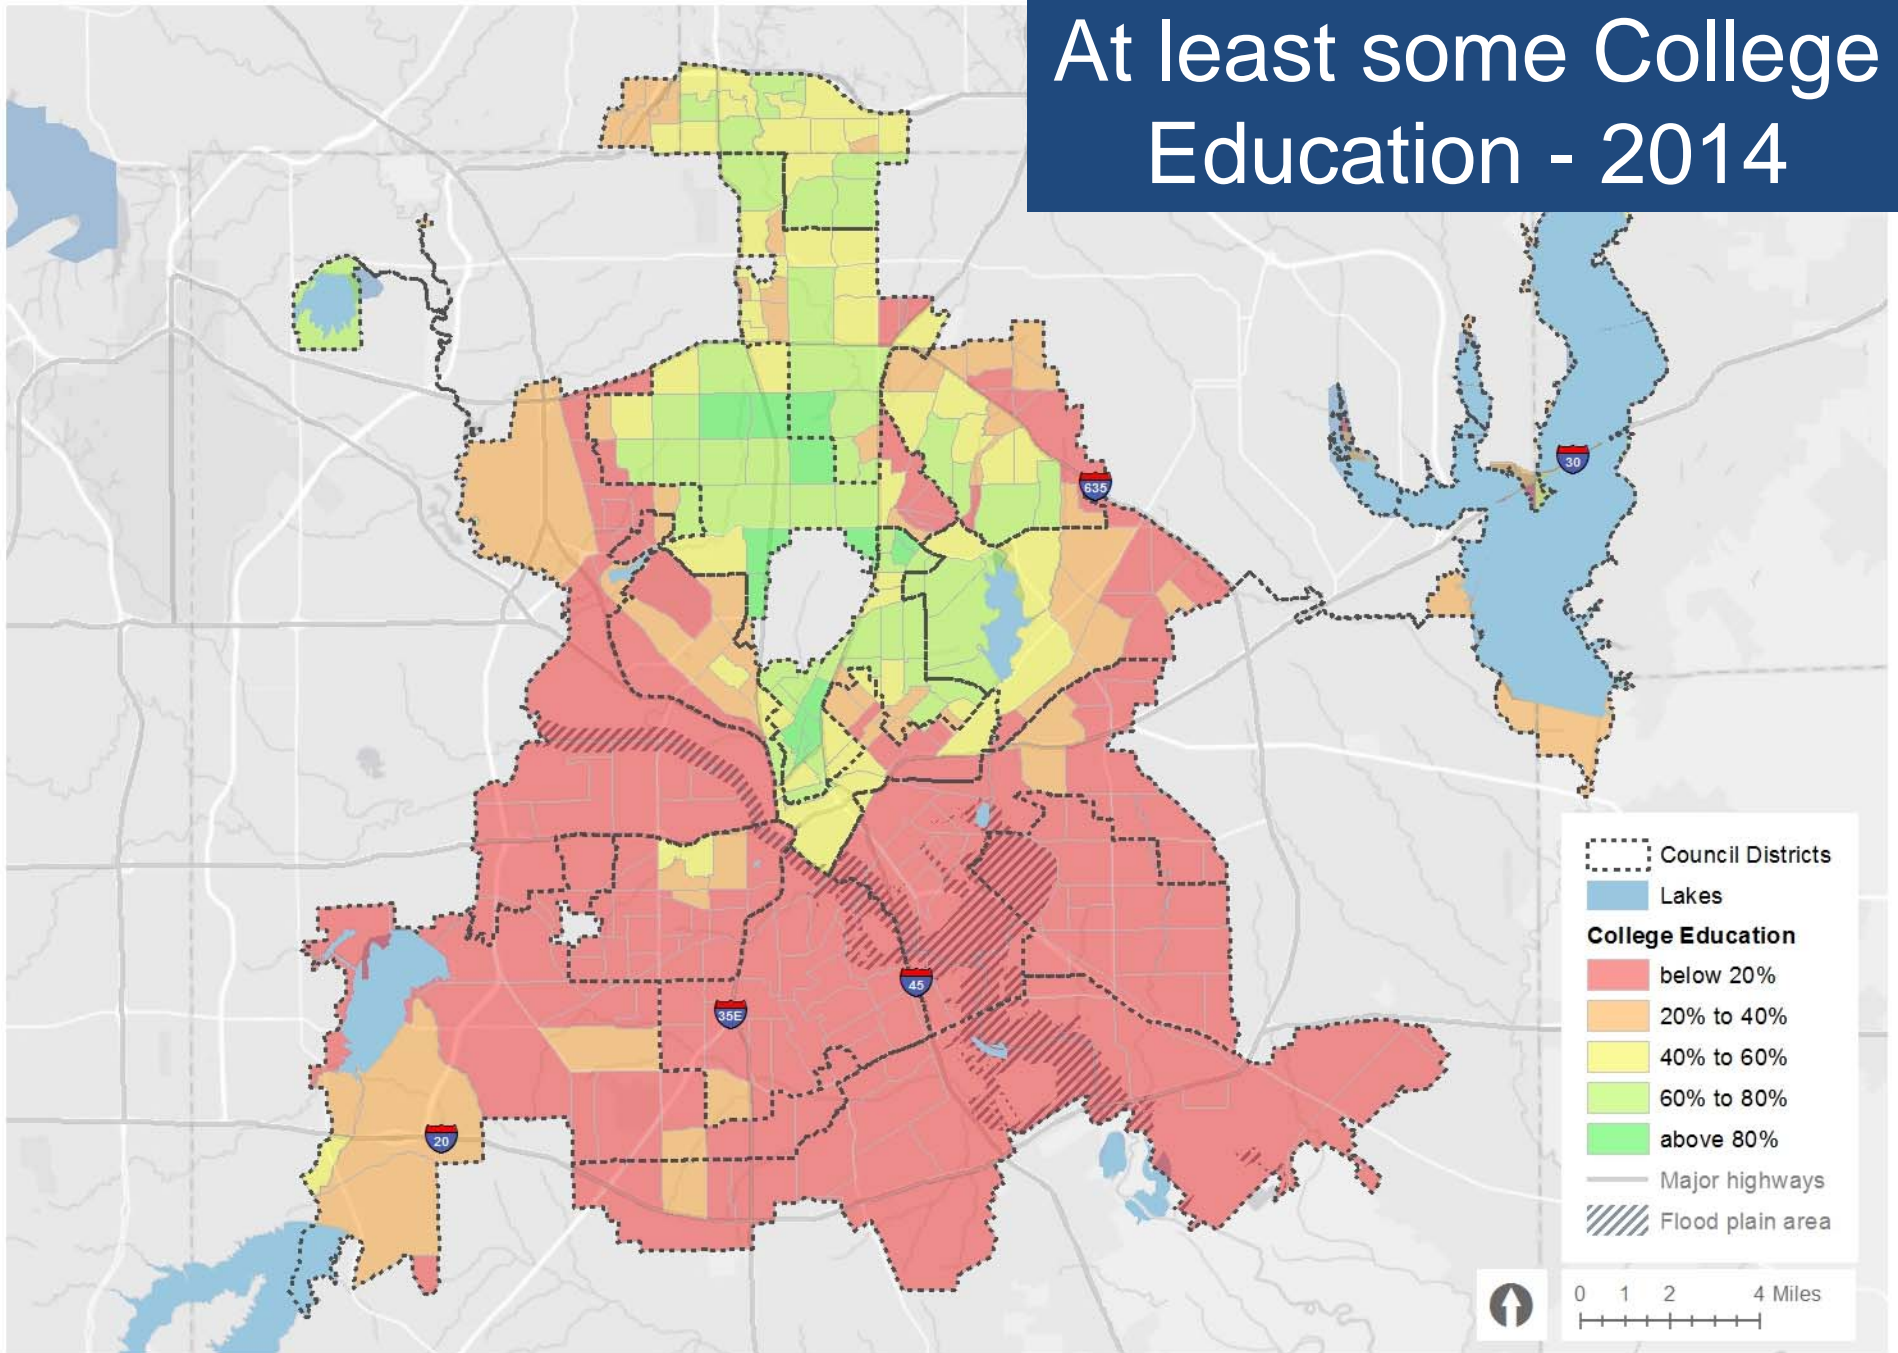 At least some College
Education - 2014
30
635
45
35E
20
Council Districts
Lakes
College Education
below 20%
20% to 40%
40% to 60%
60% to 80%
above 80%
Major highways
Flood plain area
0 1 2 4 Miles